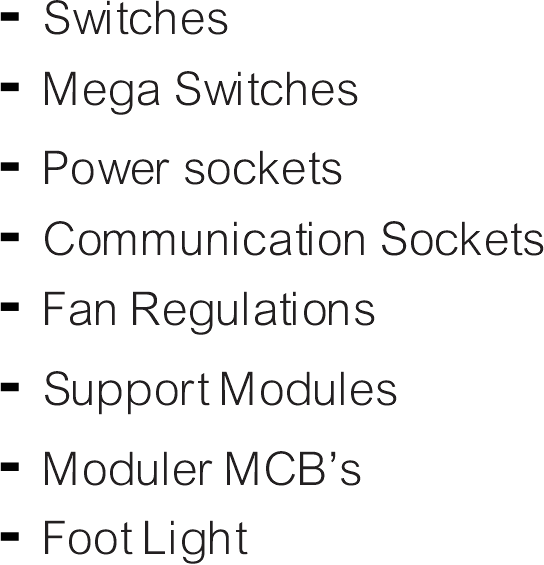 - Switches
- Mega Switches
- Power sockets
- Communication Sockets
- Fan Regulations
- Support Modules
- Moduler MCB’s
- Foot Light